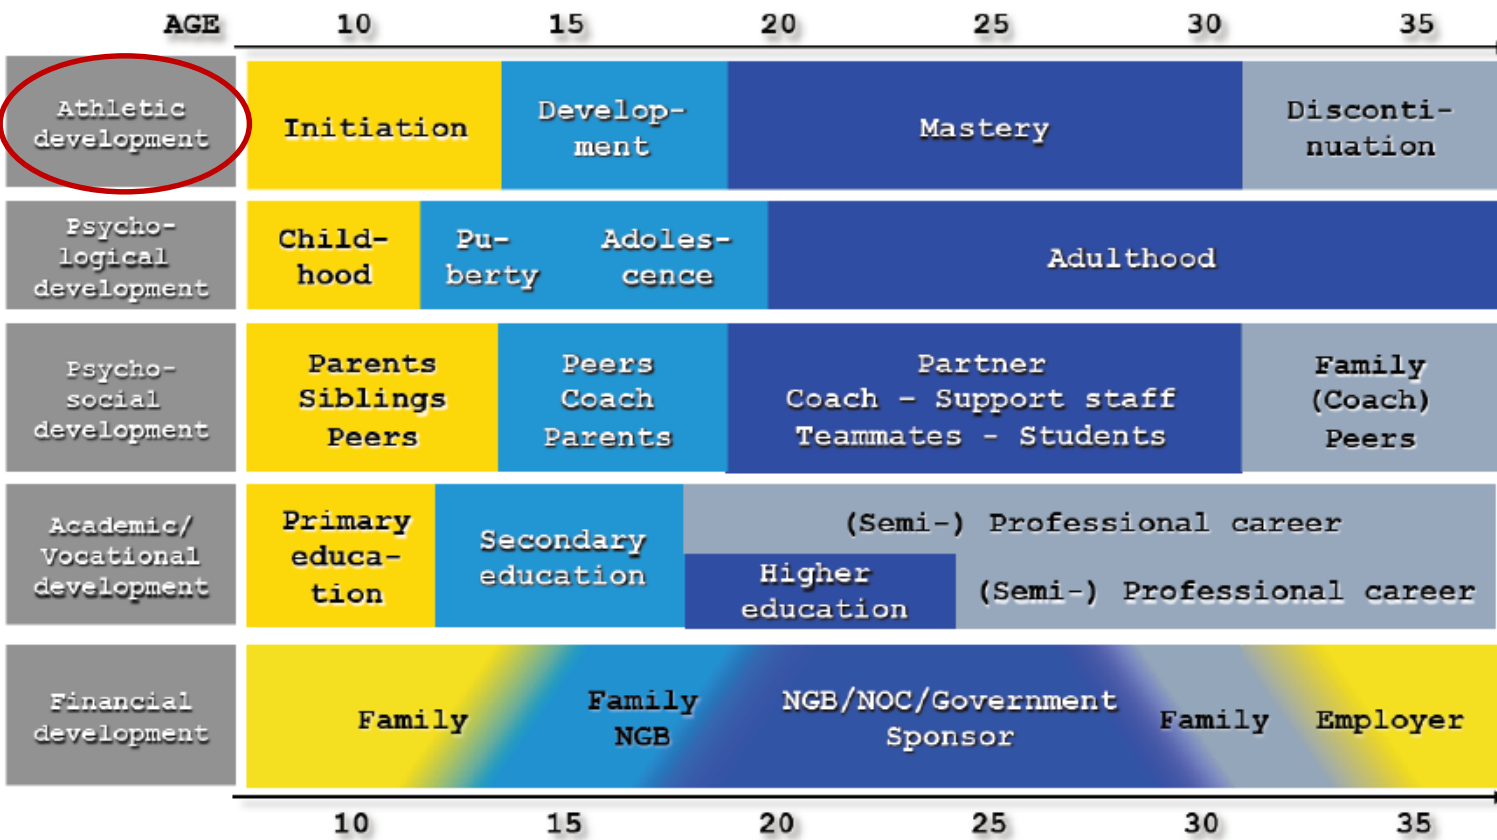 AGE 10 15 20 25 30 35
Athletic
development
Initiation
Develop-
ment
Mastery
Disconti-
nuation
Psycho-
logical
development
Child-
hood
Pu-
berty
Adoles-
cence
Adulthood
Psycho-
social
development
Parents
Siblings
Peers
Peers
Coach
Parents
Partner
Coach – Support staff
Teammates - Students
Family
(Coach)
Peers
Academic/
Vocational
development
Primary
educa-
tion
Secondary
education
(Semi-) Professional career
Higher
education
(Semi-) Professional career
Financial
development
Family
Family
NGB
NGB/NOC/Government
Sponsor
Family
Employer
10 15 20 25 30 35